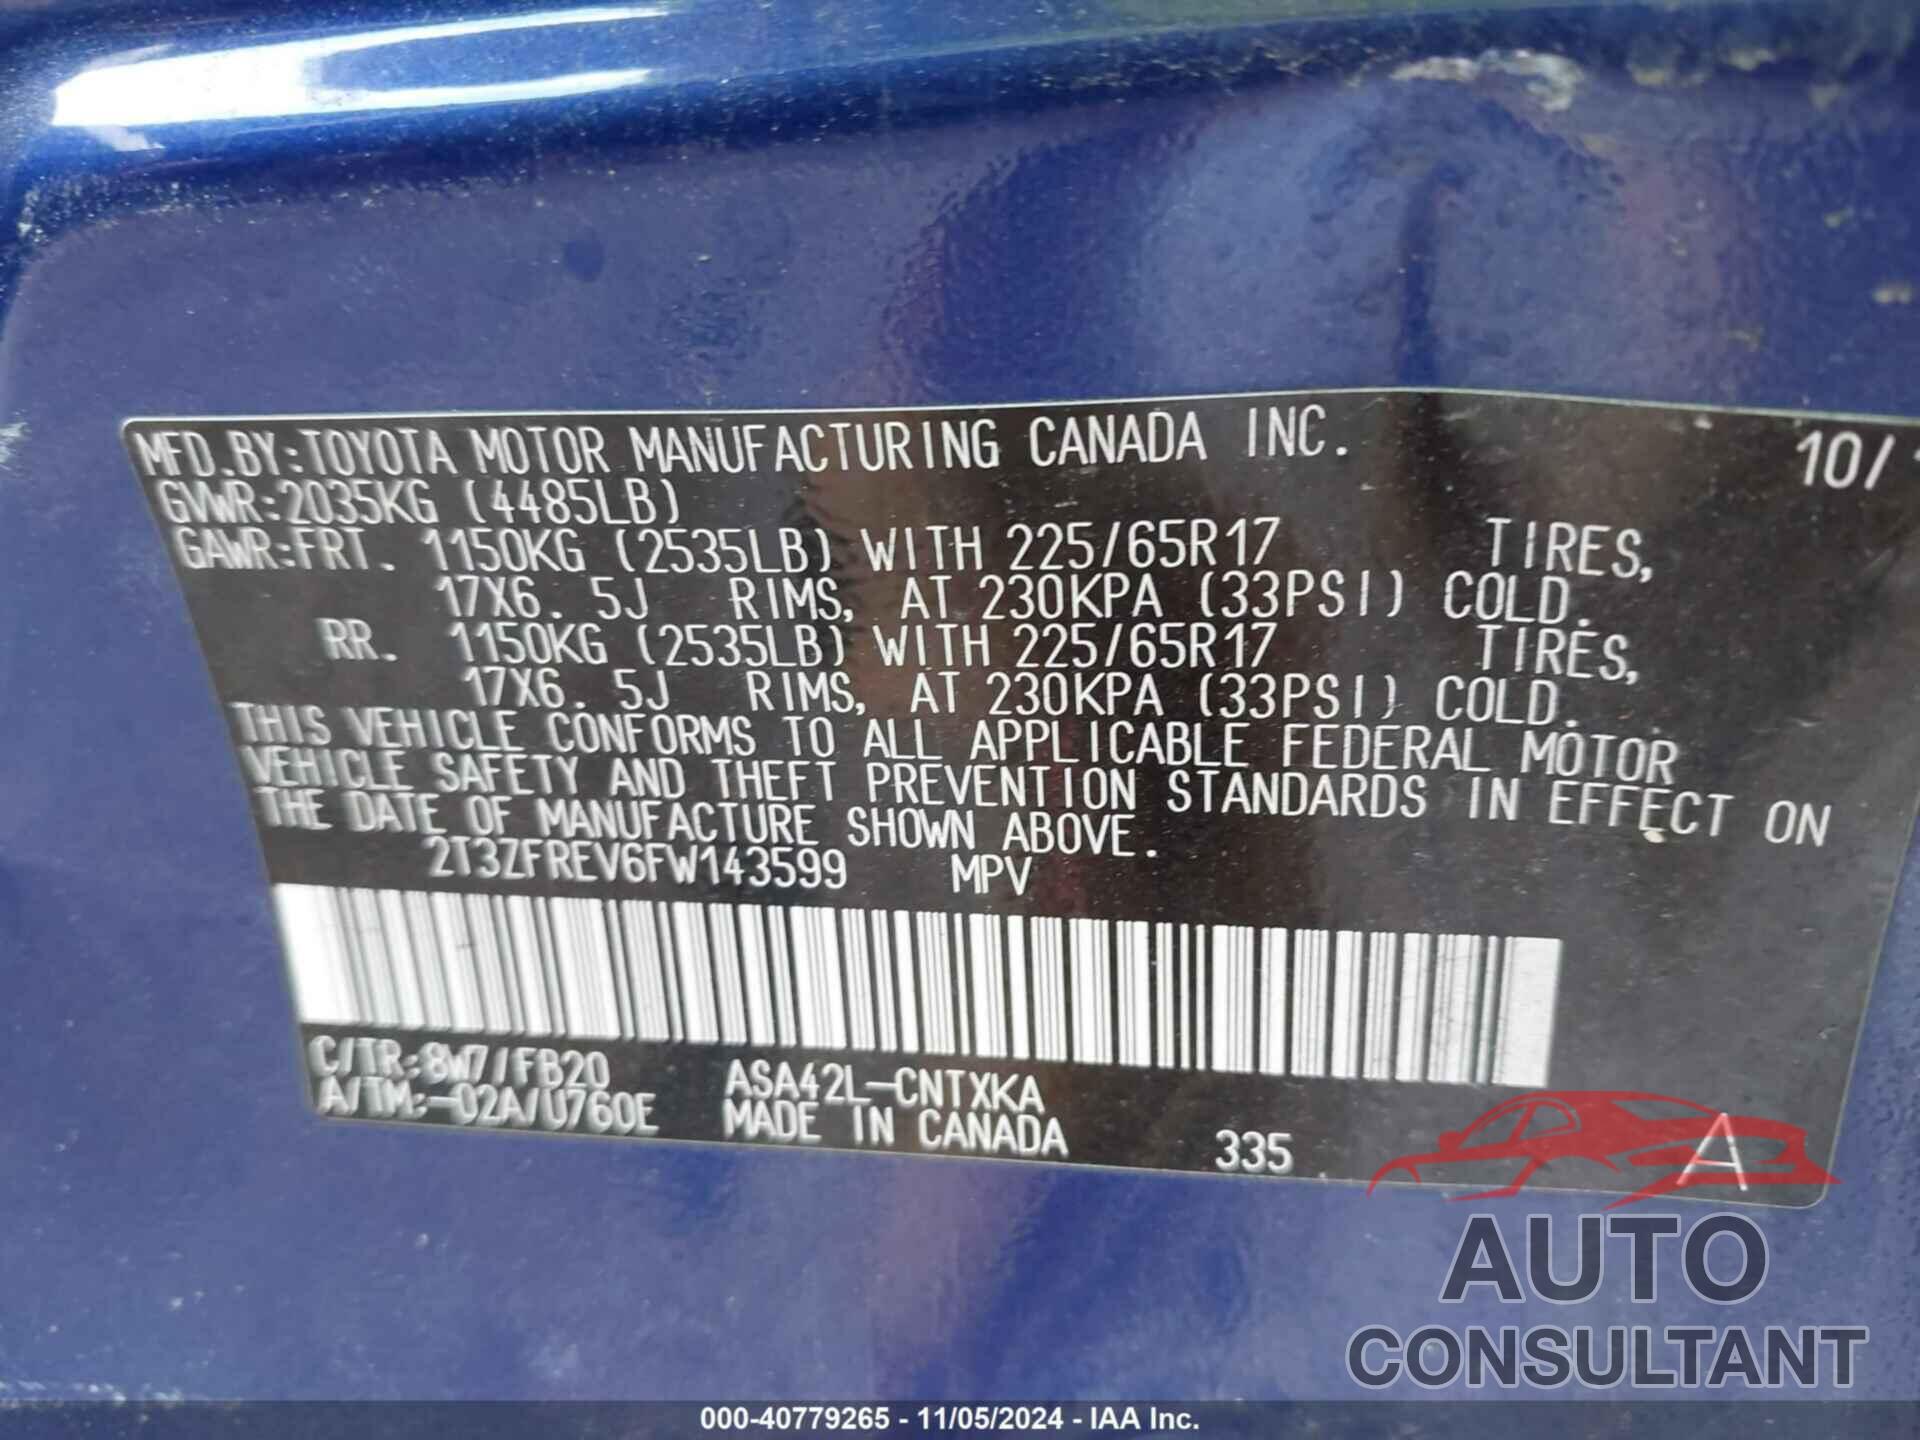 MFD.BY:TOYOTA MOTOR MANUFACTURING CANADA INC. 10/
GVWR:2035KG (4485LB)
GAWR:FRT. 1150KG (2535LB) WITH 225/65R17 TIRES,
17X6.5J RIMS, AT 230KPA (33PSI) COLD.
RR. 1150KG (2535LB) WITH 225/65R17 TIRES,
17X6.5J RIMS, AT 230KPA (33PSI) COLD.
THIS VEHICLE CONFORMS TO ALL APPLICABLE FEDERAL MOTOR
VEHICLE SAFETY AND THEFT PREVENTION STANDARDS IN EFFECT ON
THE DATE OF MANUFACTURE SHOWN ABOVE.
2T3ZFREV6FW143599 MPV
C/TR:8W7/FB20 ASA42L-CNTXKA
A/TM:-02A/U760E MADE IN CANADA 335 A
AUTO
CONSULTANT
000-40779265 - 11/05/2024 - IAA Inc.